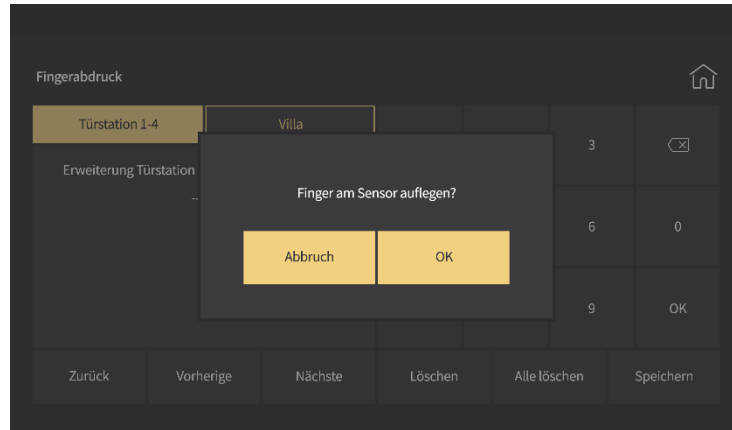 Fingerabdruck
Türstation 1-4
Villa
3
Erweiterung Türstation
--
Finger am Sensor auflegen?
6
0
Abbruch
OK
9
OK
Zurück
Vorherige
Nächste
Löschen
Alle löschen
Speichern